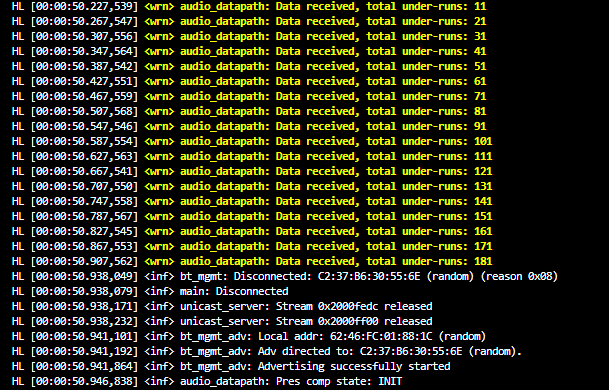 HL [00:00:50.227,539] <wrn> audio_datapath: Data received, total under-runs: 11
HL [00:00:50.267,547] <wrn> audio_datapath: Data received, total under-runs: 21
HL [00:00:50.307,556] <wrn> audio_datapath: Data received, total under-runs: 31
HL [00:00:50.347,564] <wrn> audio_datapath: Data received, total under-runs: 41
HL [00:00:50.387,542] <wrn> audio_datapath: Data received, total under-runs: 51
HL [00:00:50.427,551] <wrn> audio_datapath: Data received, total under-runs: 61
HL [00:00:50.467,559] <wrn> audio_datapath: Data received, total under-runs: 71
HL [00:00:50.507,568] <wrn> audio_datapath: Data received, total under-runs: 81
HL [00:00:50.547,546] <wrn> audio_datapath: Data received, total under-runs: 91
HL [00:00:50.587,554] <wrn> audio_datapath: Data received, total under-runs: 101
HL [00:00:50.627,563] <wrn> audio_datapath: Data received, total under-runs: 111
HL [00:00:50.667,541] <wrn> audio_datapath: Data received, total under-runs: 121
HL [00:00:50.707,550] <wrn> audio_datapath: Data received, total under-runs: 131
HL [00:00:50.747,558] <wrn> audio_datapath: Data received, total under-runs: 141
HL [00:00:50.787,567] <wrn> audio_datapath: Data received, total under-runs: 151
HL [00:00:50.827,545] <wrn> audio_datapath: Data received, total under-runs: 161
HL [00:00:50.867,553] <wrn> audio_datapath: Data received, total under-runs: 171
HL [00:00:50.907,562] <wrn> audio_datapath: Data received, total under-runs: 181
HL [00:00:50.938,049] <inf> bt_mgmt: Disconnected: C2:37:B6:30:55:6E (random) (reason 0x08)
HL [00:00:50.938,079] <inf> main: Disconnected
HL [00:00:50.938,171] <inf> unicast_server: Stream 0x2000fedc released
HL [00:00:50.938,232] <inf> unicast_server: Stream 0x2000ff00 released
HL [00:00:50.941,101] <inf> bt_mgmt_adv: Local addr: 62:46:FC:01:88:1C (random)
HL [00:00:50.941,192] <inf> bt_mgmt_adv: Adv directed to: C2:37:B6:30:55:6E (random).
HL [00:00:50.941,864] <inf> bt_mgmt_adv: Advertising successfully started
HL [00:00:50.946,838] <inf> audio_datapath: Pres comp state: INIT